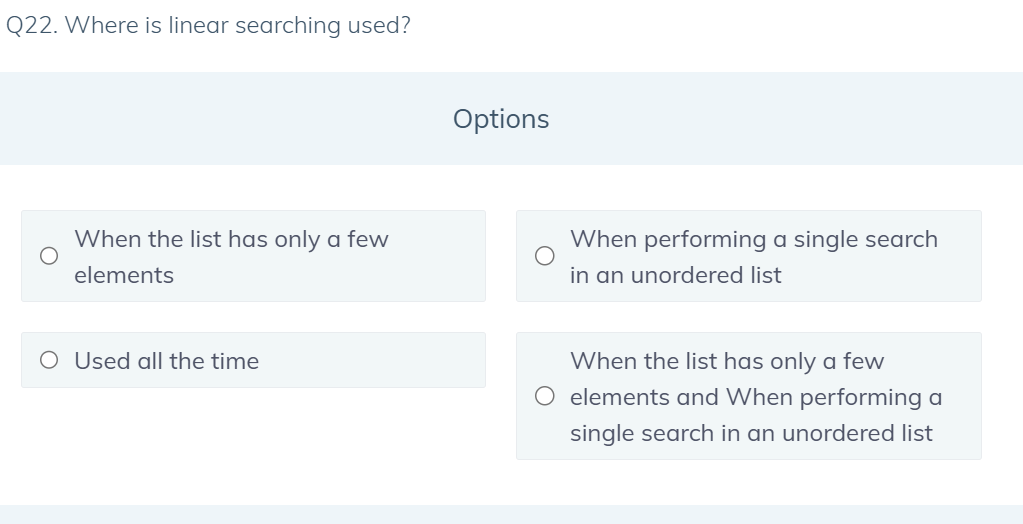 Q22. Where is linear searching used?
Options
When the list has only a few
elements
When performing a single search
in an unordered list
Used all the time
When the list has only a few
elements and When performing a
single search in an unordered list